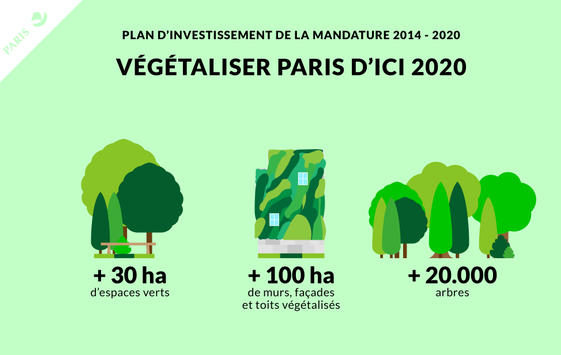 PARIS
PLAN D'INVESTISSEMENT DE LA MANDATURE 2014 - 2020
VÉGÉTALISER PARIS D'ICI 2020
+ 30 ha
d'espaces verts
+ 100 ha
de murs, façades
et toits végétalisés
+ 20.000
arbres